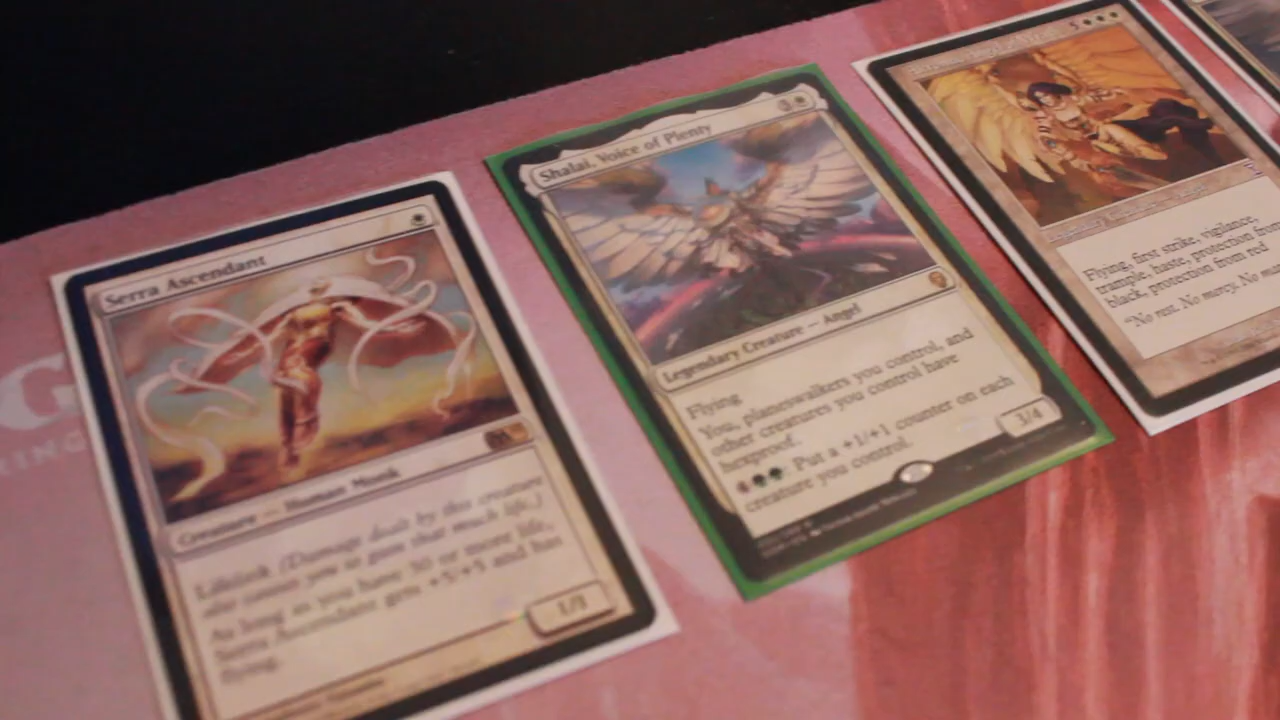 Serra Ascendant
Creature — Human Monk
Lifelink (Damage dealt by this creature
also causes you to gain that much life.)
As long as you have 30 or more life,
Serra Ascendant gets +5/+5 and has
flying.
1/1
Shalai, Voice of Plenty
3
Legendary Creature — Angel
Flying
You, planeswalkers you control, and
other creatures you control have
hexproof.
4 : Put a +1/+1 counter on each
creature you control.
3/4
5
Flying, first strike, vigilance,
trample, haste, protection from
black, protection from red
"No rest. No mercy. No
G
RING